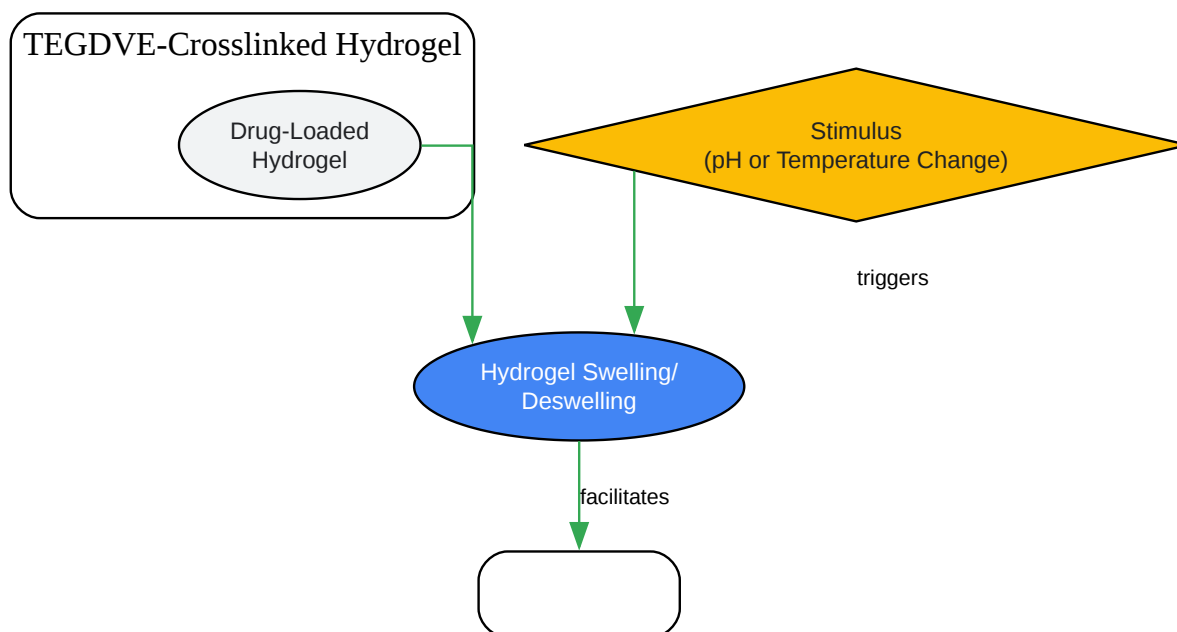 TEGDVE-Crosslinked Hydrogel
Drug-Loaded
Hydrogel
Stimulus
(pH or Temperature Change)
triggers
Hydrogel Swelling/
Deswelling
facilitates